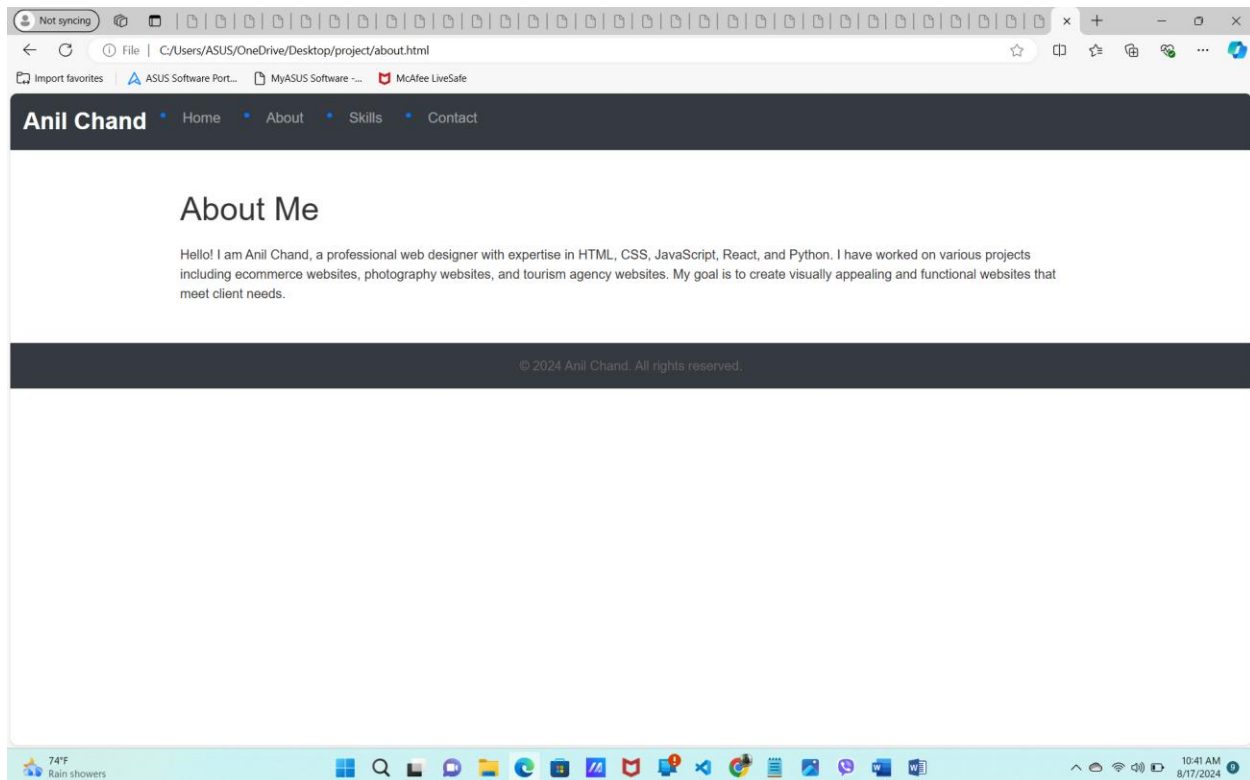 Not syncing
File | C:/Users/ASUS/OneDrive/Desktop/project/about.html
Import favorites ASUS Software Port... MyASUS Software -... McAfee LiveSafe
Anil Chand • Home • About • Skills • Contact
About Me
Hello! I am Anil Chand, a professional web designer with expertise in HTML, CSS, JavaScript, React, and Python. I have worked on various projects
including ecommerce websites, photography websites, and tourism agency websites. My goal is to create visually appealing and functional websites that
meet client needs.
© 2024 Anil Chand. All rights reserved.
74°F
Rain showers
10:41 AM
8/17/2024
9